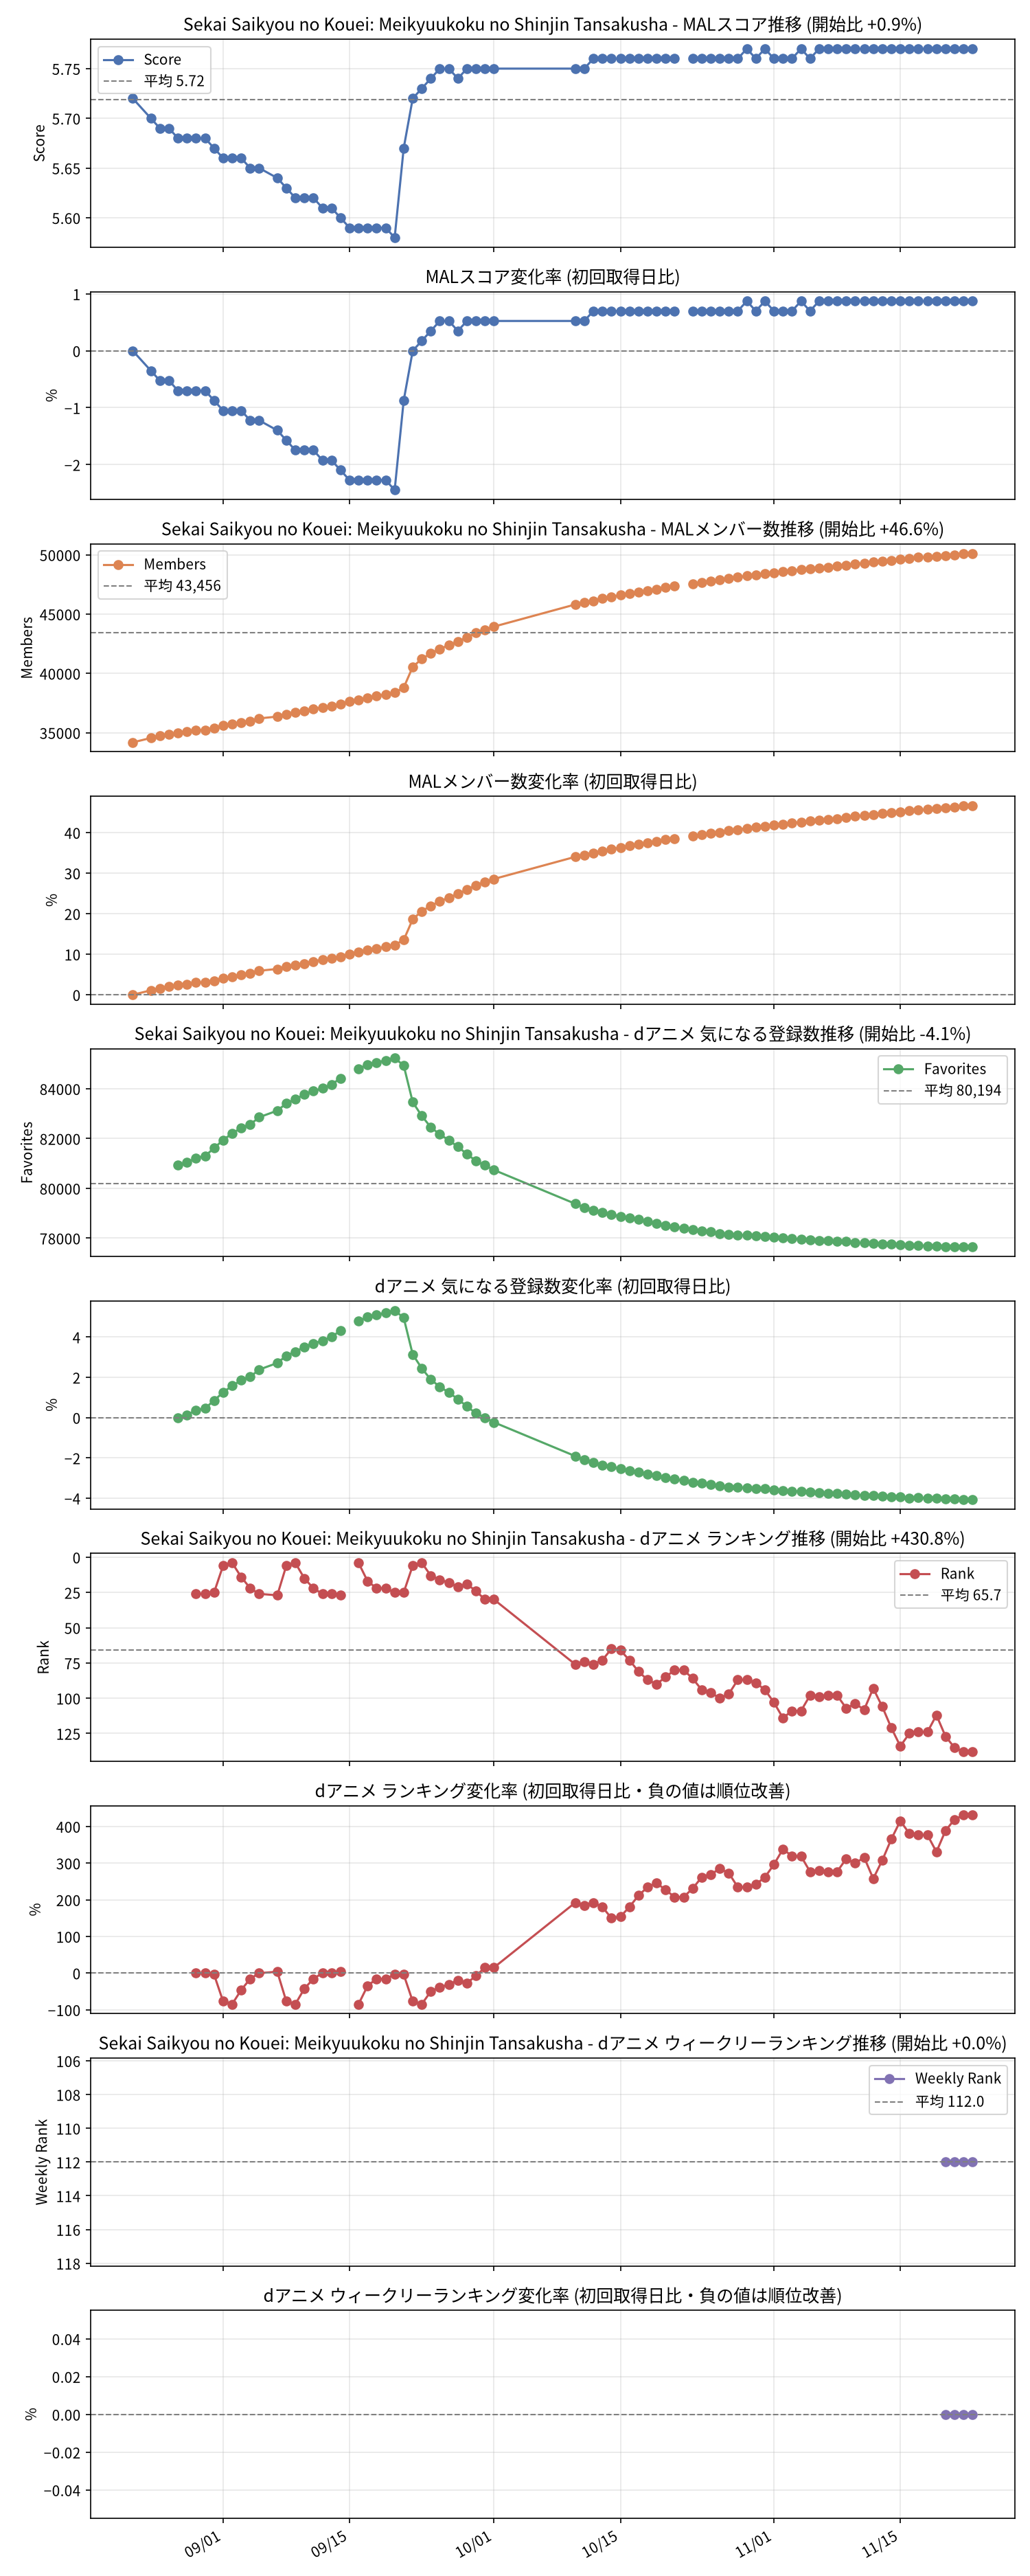 Sekai Saikyou no Kouei: Meikyuukoku no Shinjin Tansakusha - MALスコア推移 (開始比 +0.9%)
Score
平均 5.72
5.75
5.70
5.65
5.60
Score
MALスコア変化率 (初回取得日比)
1
0
−1
−2
%
Sekai Saikyou no Kouei: Meikyuukoku no Shinjin Tansakusha - MALメンバー数推移 (開始比 +46.6%)
Members
平均 43,456
50000
45000
40000
35000
Members
MALメンバー数変化率 (初回取得日比)
40
30
20
10
0
%
Sekai Saikyou no Kouei: Meikyuukoku no Shinjin Tansakusha - dアニメ 気になる登録数推移 (開始比 -4.1%)
Favorites
平均 80,194
84000
82000
80000
78000
Favorites
dアニメ 気になる登録数変化率 (初回取得日比)
4
2
0
−2
−4
%
Sekai Saikyou no Kouei: Meikyuukoku no Shinjin Tansakusha - dアニメ ランキング推移 (開始比 +430.8%)
Rank
平均 65.7
0
25
50
75
100
125
Rank
dアニメ ランキング変化率 (初回取得日比・負の値は順位改善)
400
300
200
100
0
−100
%
Sekai Saikyou no Kouei: Meikyuukoku no Shinjin Tansakusha - dアニメ ウィークリーランキング推移 (開始比 +0.0%)
Weekly Rank
平均 112.0
106
108
110
112
114
116
118
Weekly Rank
dアニメ ウィークリーランキング変化率 (初回取得日比・負の値は順位改善)
0.04
0.02
0.00
−0.02
−0.04
%
09/01
09/15
10/01
10/15
11/01
11/15